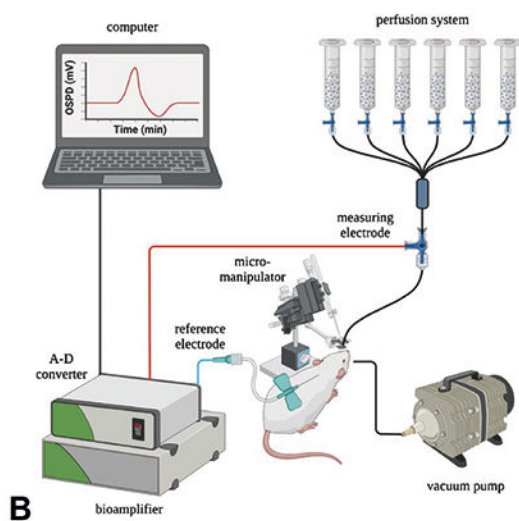 computer
perfusion system
OSPD (mV)
Time (min)
measuring
electrode
micro-
manipulator
reference
electrode
A-D
converter
vacuum pump
bioamplifier
B